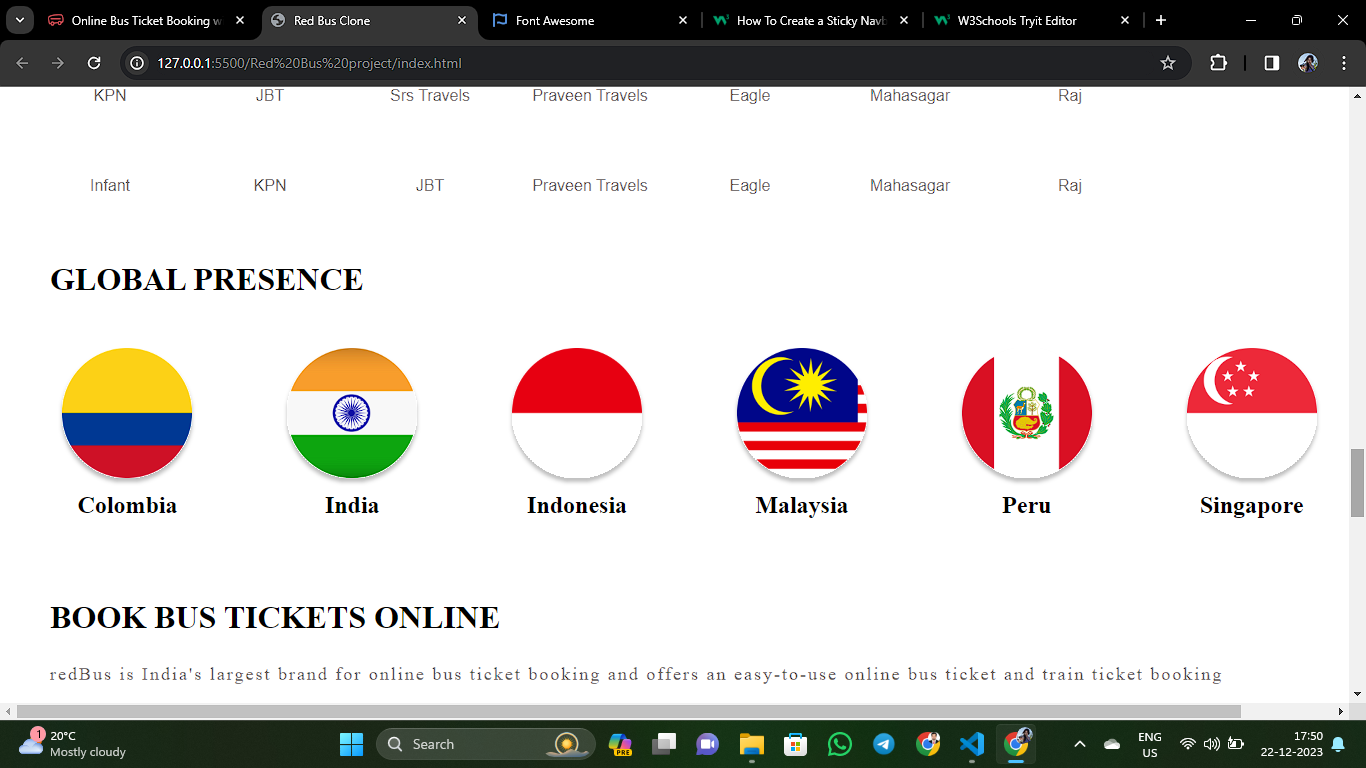 Online Bus Ticket Booking w
Red Bus Clone
Font Awesome
How To Create a Sticky Navb
W3Schools Tryit Editor
127.0.0.1:5500/Red%20Bus%20project/index.html
KPN JBT Srs Travels Praveen Travels Eagle Mahasagar Raj
Infant KPN JBT Praveen Travels Eagle Mahasagar Raj
GLOBAL PRESENCE
Colombia India Indonesia Malaysia Peru Singapore
BOOK BUS TICKETS ONLINE
redBus is India's largest brand for online bus ticket booking and offers an easy-to-use online bus ticket and train ticket booking
1
20°C
Mostly cloudy
Search
PRE
ENG
US
17:50
22-12-2023